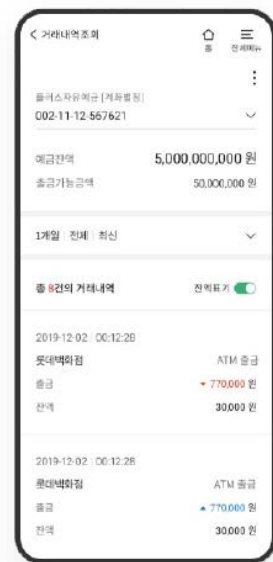 거래내역조회
홈 전체메뉴
플러스자유예금 [계좌별칭]
002-11-12-567621
예금잔액 5,000,000,000 원
출금가능금액 50,000,000 원
1개월 전체 최신
총 8건의 거래내역 잔액표기
2019-12-02 00:12:28
롯데백화점 ATM 출금
출금 770,000 원
잔액 30,000 원
2019-12-02 00:12:28
롯데백화점 ATM 출금
출금 770,000 원
잔액 30,000 원